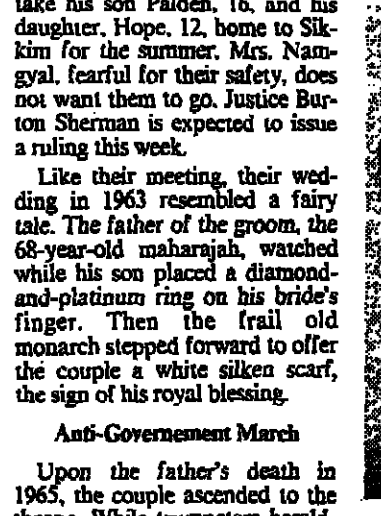 take his son Palden, 16, and his
daughter, Hope, 12, home to Sik-
kim for the summer. Mrs. Nam-
gyal, fearful for their safety, does
not want them to go. Justice Bur-
ton Sherman is expected to issue
a ruling this week.
Like their meeting, their wed-
ding in 1963 resembled a fairy
tale. The father of the groom, the
68-year-old maharajah, watched
while his son placed a diamond-
and-platinum ring on his bride's
finger. Then the frail old
monarch stepped forward to offer
the couple a white silken scarf,
the sign of his royal blessing.
Anti-Governement March
Upon the father's death in
1965, the couple ascended to the